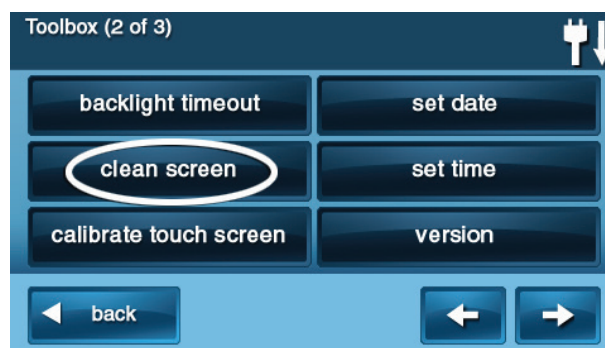 Toolbox (2 of 3)
backlight timeout
set date
clean screen
set time
calibrate touch screen
version
back